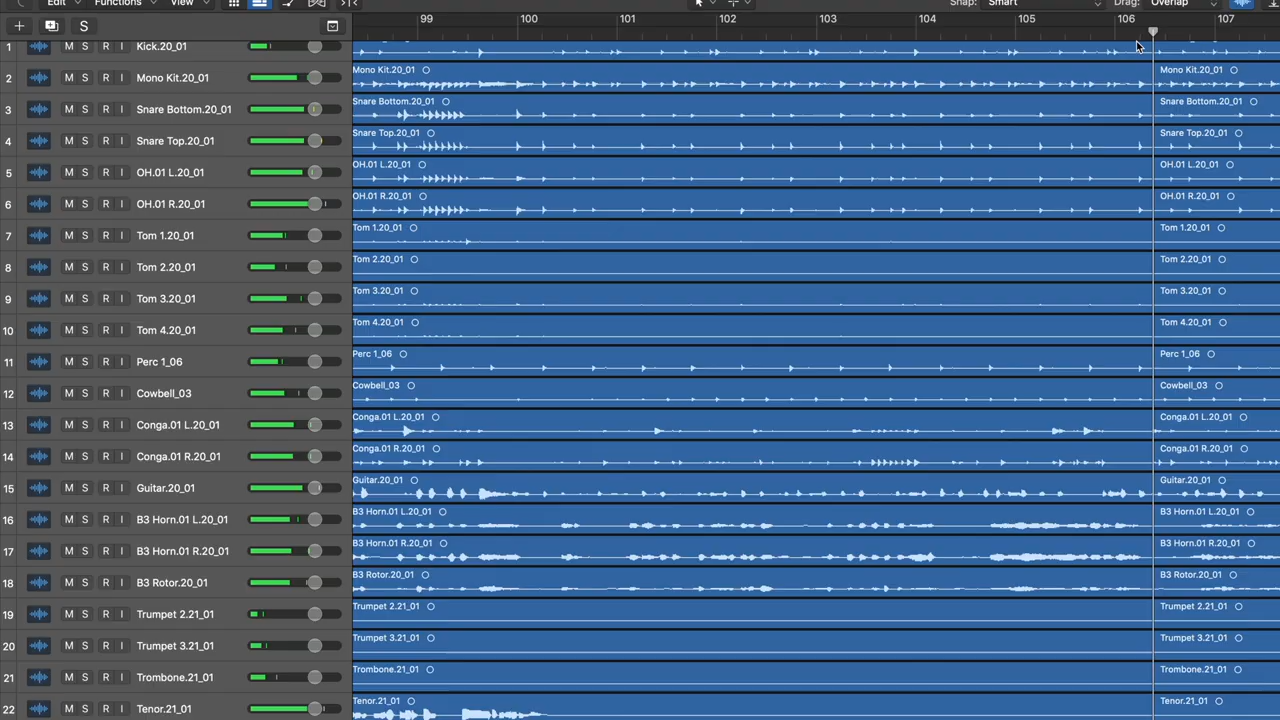 Edit Functions View Snap: Smart Drag: Overlap
99 100 101 102 103 104 105 106 107
S
1 M S R I Kick.20_01
2 M S R I Mono Kit.20_01 Mono Kit.20_01 Mono Kit.20_01
3 M S R I Snare Bottom.20_01 Snare Bottom.20_01 Snare Bottom.20_01
4 M S R I Snare Top.20_01 Snare Top.20_01 Snare Top.20_01
5 M S R I OH.01 L.20_01 OH.01 L.20_01 OH.01 L.20_01
6 M S R I OH.01 R.20_01 OH.01 R.20_01 OH.01 R.20_01
7 M S R I Tom 1.20_01 Tom 1.20_01 Tom 1.20_01
8 M S R I Tom 2.20_01 Tom 2.20_01 Tom 2.20_01
9 M S R I Tom 3.20_01 Tom 3.20_01 Tom 3.20_01
10 M S R I Tom 4.20_01 Tom 4.20_01 Tom 4.20_01
11 M S R I Perc 1_06 Perc 1_06 Perc 1_06
12 M S R I Cowbell_03 Cowbell_03 Cowbell_03
13 M S R I Conga.01 L.20_01 Conga.01 L.20_01 Conga.01 L.20_01
14 M S R I Conga.01 R.20_01 Conga.01 R.20_01 Conga.01 R.20_01
15 M S R I Guitar.20_01 Guitar.20_01 Guitar.20_01
16 M S R I B3 Horn.01 L.20_01 B3 Horn.01 L.20_01 B3 Horn.01 L.20_01
17 M S R I B3 Horn.01 R.20_01 B3 Horn.01 R.20_01 B3 Horn.01 R.20_01
18 M S R I B3 Rotor.20_01 B3 Rotor.20_01 B3 Rotor.20_01
19 M S R I Trumpet 2.21_01 Trumpet 2.21_01 Trumpet 2.21_01
20 M S R I Trumpet 3.21_01 Trumpet 3.21_01 Trumpet 3.21_01
21 M S R I Trombone.21_01 Trombone.21_01 Trombone.21_01
22 M S R I Tenor.21_01 Tenor.21_01 Tenor.21_01